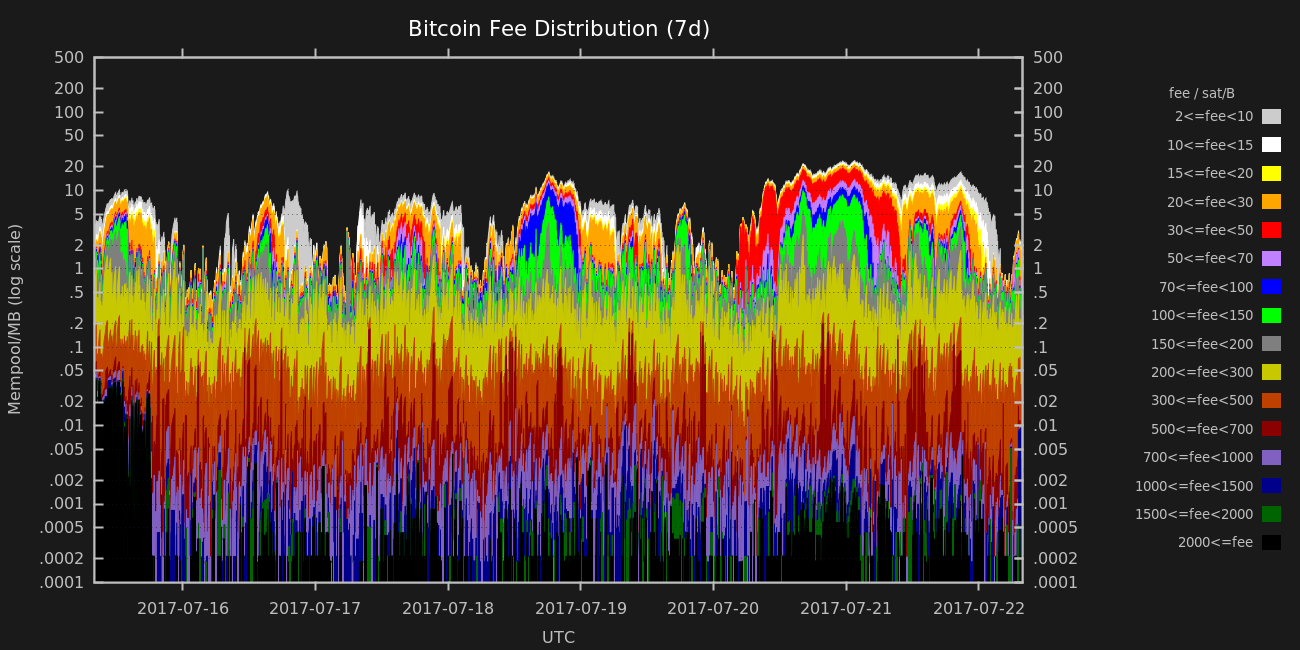 Bitcoin Fee Distribution (7d)
500 500
200 200
100 100
50 50
20 20
10 10
5 5
2 2
1 1
.5 .5
.2 .2
.1 .1
.05 .05
.02 .02
.01 .01
.005 .005
.002 .002
.001 .001
.0005 .0005
.0002 .0002
.0001 .0001
Mempool/MB (log scale)
2017-07-16 2017-07-17 2017-07-18 2017-07-19 2017-07-20 2017-07-21 2017-07-22
UTC
fee / sat/B
2<=fee<10
10<=fee<15
15<=fee<20
20<=fee<30
30<=fee<50
50<=fee<70
70<=fee<100
100<=fee<150
150<=fee<200
200<=fee<300
300<=fee<500
500<=fee<700
700<=fee<1000
1000<=fee<1500
1500<=fee<2000
2000<=fee